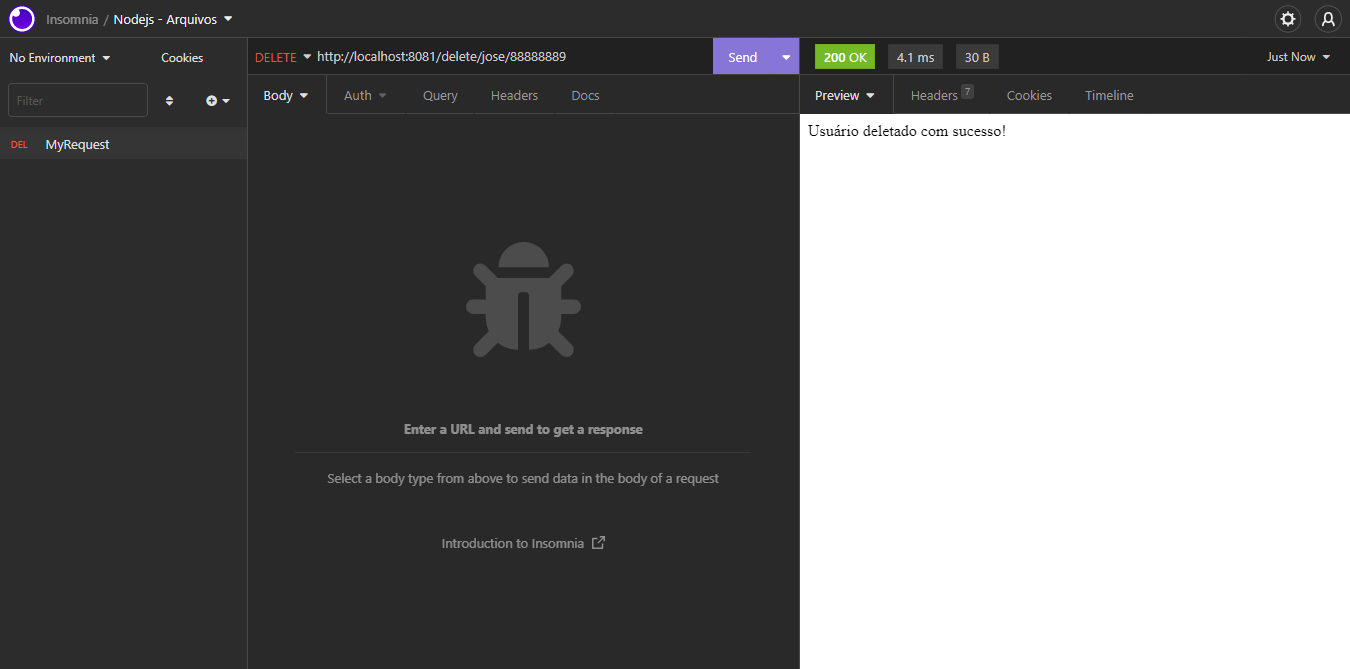 Insomnia / Nodejs - Arquivos
No Environment
Cookies
Filter
DEL MyRequest
DELETE http://localhost:8081/delete/jose/88888889 Send
Body Auth Query Headers Docs
Enter a URL and send to get a response
Select a body type from above to send data in the body of a request
Introduction to Insomnia
200 OK 4.1 ms 30 B Just Now
Preview Headers 7 Cookies Timeline
Usuário deletado com sucesso!